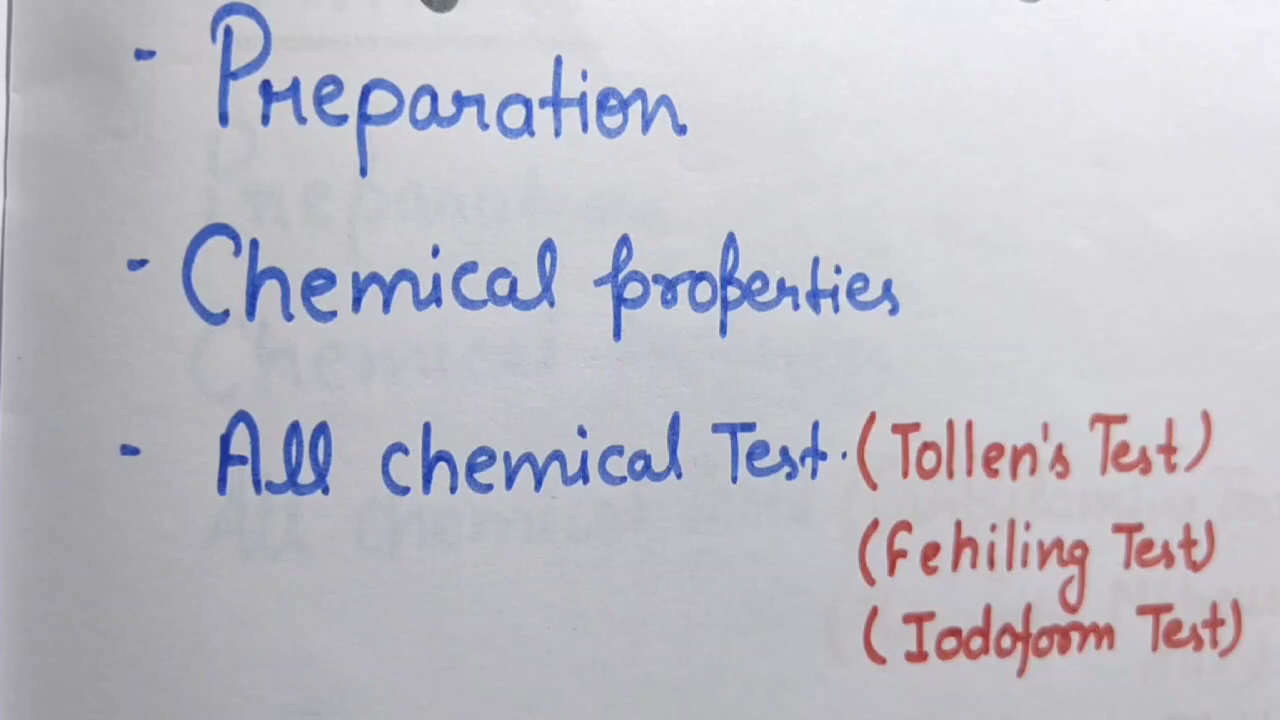 - Preparation
- Chemical properties
- All chemical Test. (Tollen's Test)
(Fehiling Test)
(Iodoform Test)